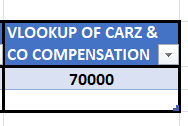 VLOOKUP OF CARZ &
CO COMPENSATION
70000